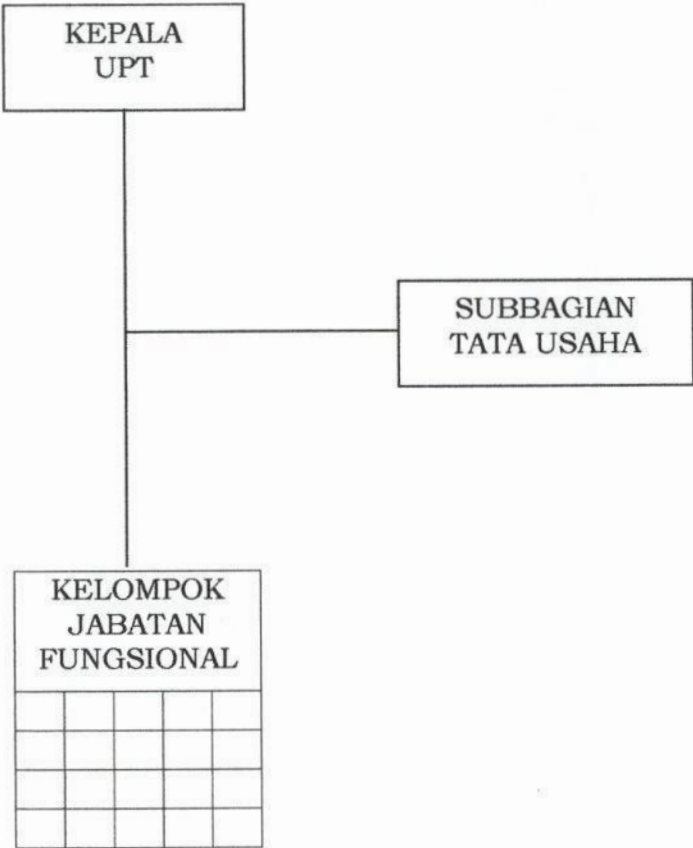 KEPALA
UPT
SUBBAGIAN
TATA USAHA
KELOMPOK
JABATAN
FUNGSIONAL